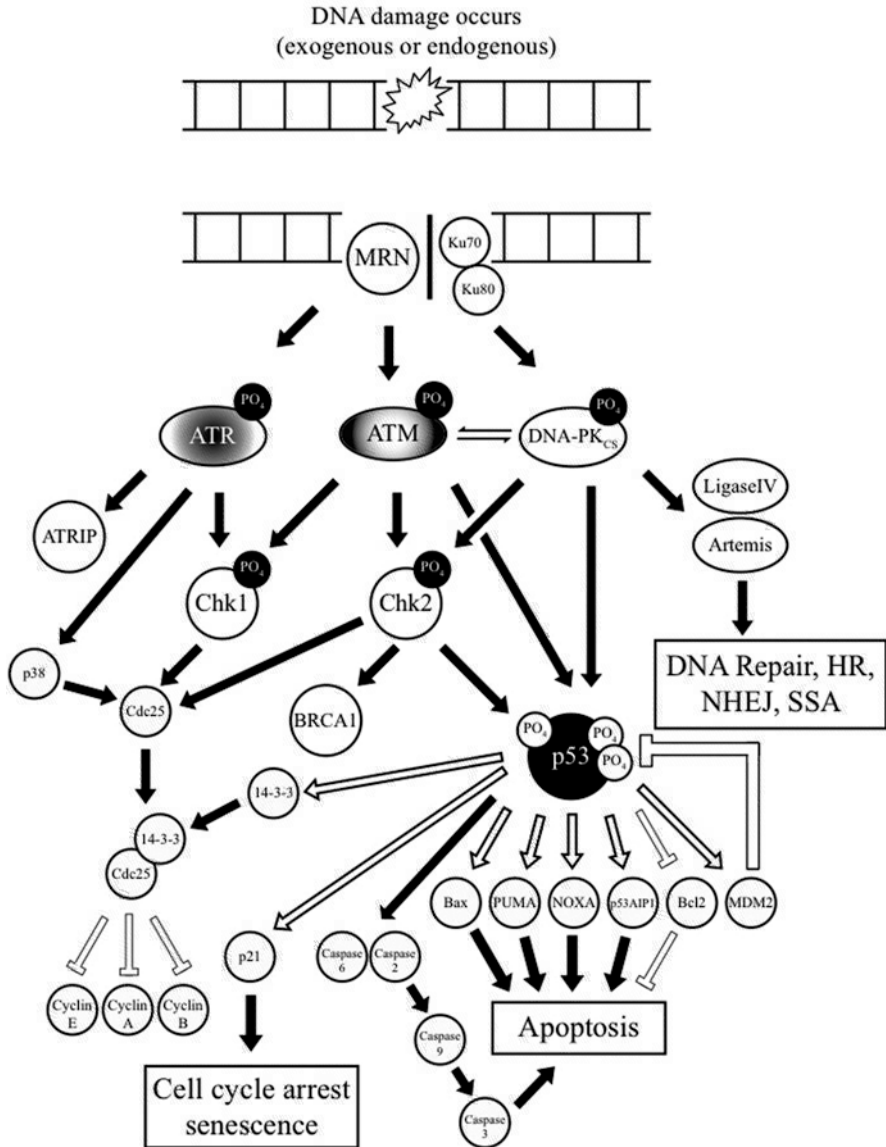 DNA damage occurs
(exogenous or endogenous)
MRN
Ku70
Ku80
PO4
ATR
PO4
ATM
PO4
DNA-PKCS
ATRIP
LigaseIV
Artemis
PO4
Chk1
PO4
Chk2
DNA Repair, HR,
NHEJ, SSA
p38
Cdc25
BRCA1
PO4
p53
PO4
PO4
14-3-3
14-3-3
Cdc25
Bax
PUMA
NOXA
p53AIP1
Bcl2
MDM2
p21
Caspase
6
Caspase
2
Cyclin
E
Cyclin
A
Cyclin
B
Caspase
9
Apoptosis
Cell cycle arrest
senescence
Caspase
3